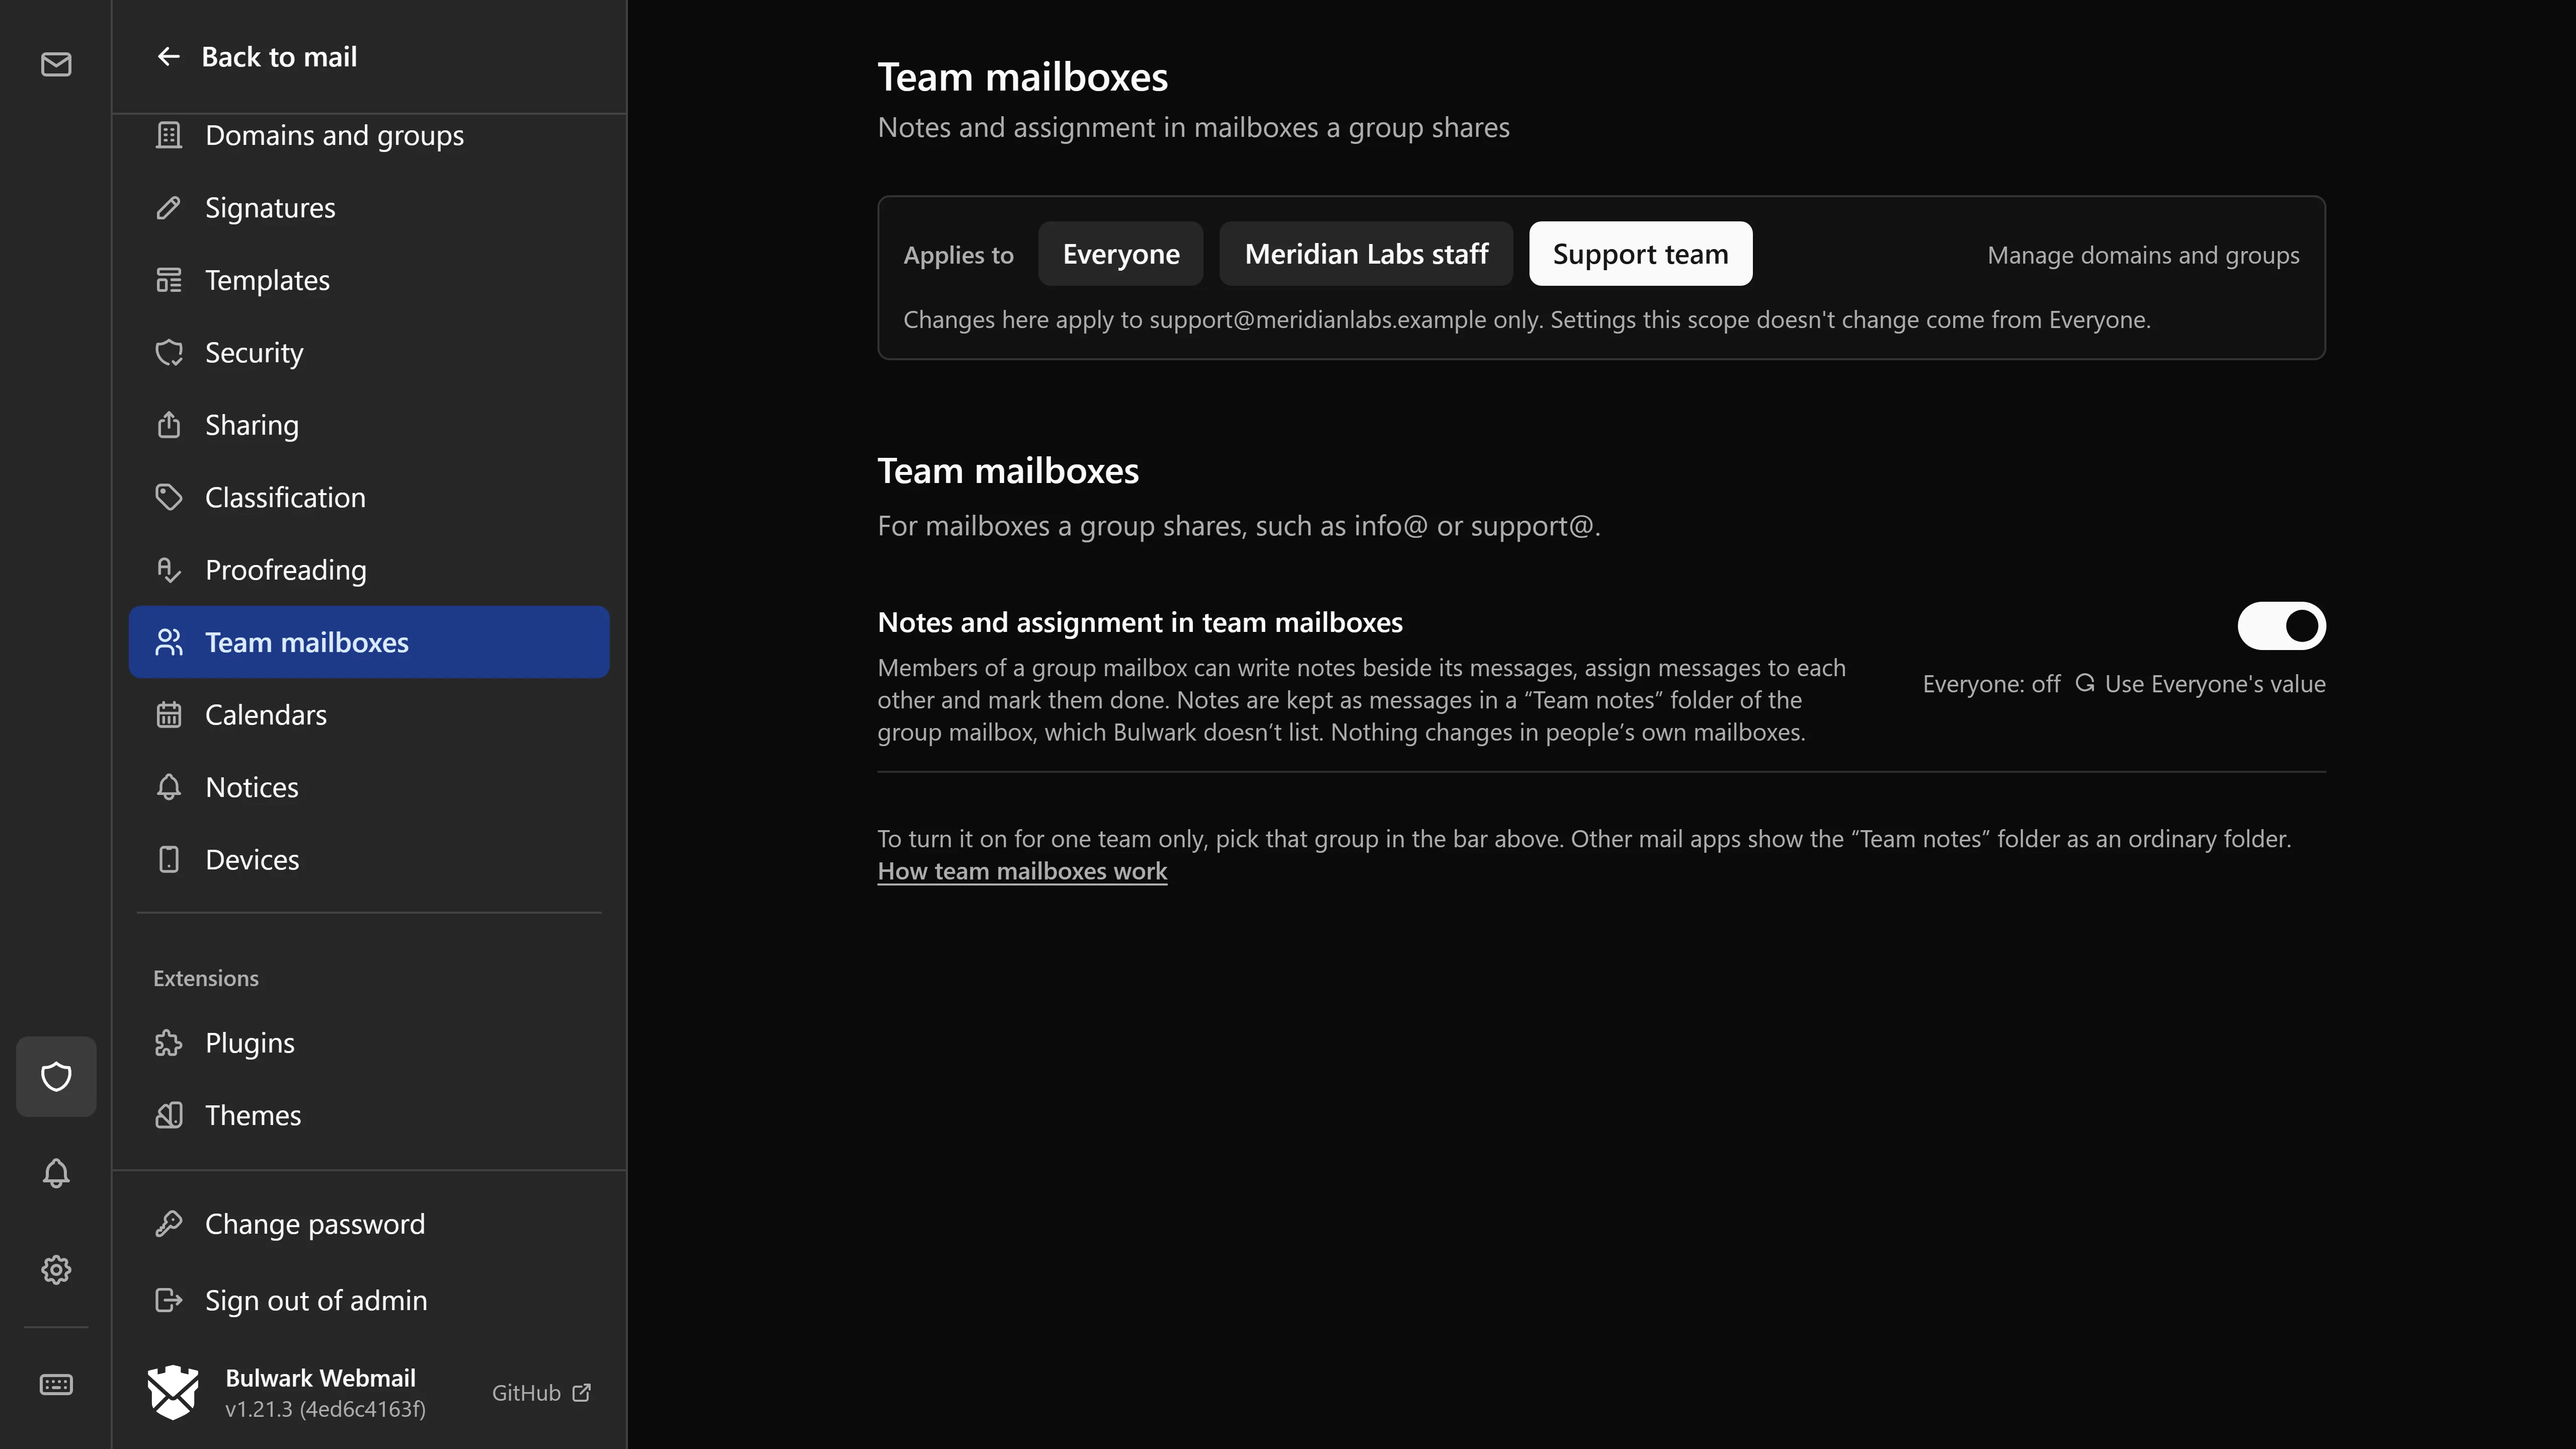 Back to mail
Domains and groups
Signatures
Templates
Security
Sharing
Classification
Proofreading
Team mailboxes
Calendars
Notices
Devices
Extensions
Plugins
Themes
Change password
Sign out of admin
Bulwark Webmail
v1.21.3 (4ed6c4163f)
GitHub
Team mailboxes
Notes and assignment in mailboxes a group shares
Applies to Everyone Meridian Labs staff Support team Manage domains and groups
Changes here apply to support@meridianlabs.example only. Settings this scope doesn't change come from Everyone.
Team mailboxes
For mailboxes a group shares, such as info@ or support@.
Notes and assignment in team mailboxes
Members of a group mailbox can write notes beside its messages, assign messages to each
other and mark them done. Notes are kept as messages in a “Team notes” folder of the
group mailbox, which Bulwark doesn’t list. Nothing changes in people’s own mailboxes.
Everyone: off Use Everyone's value
To turn it on for one team only, pick that group in the bar above. Other mail apps show the “Team notes” folder as an ordinary folder.
How team mailboxes work